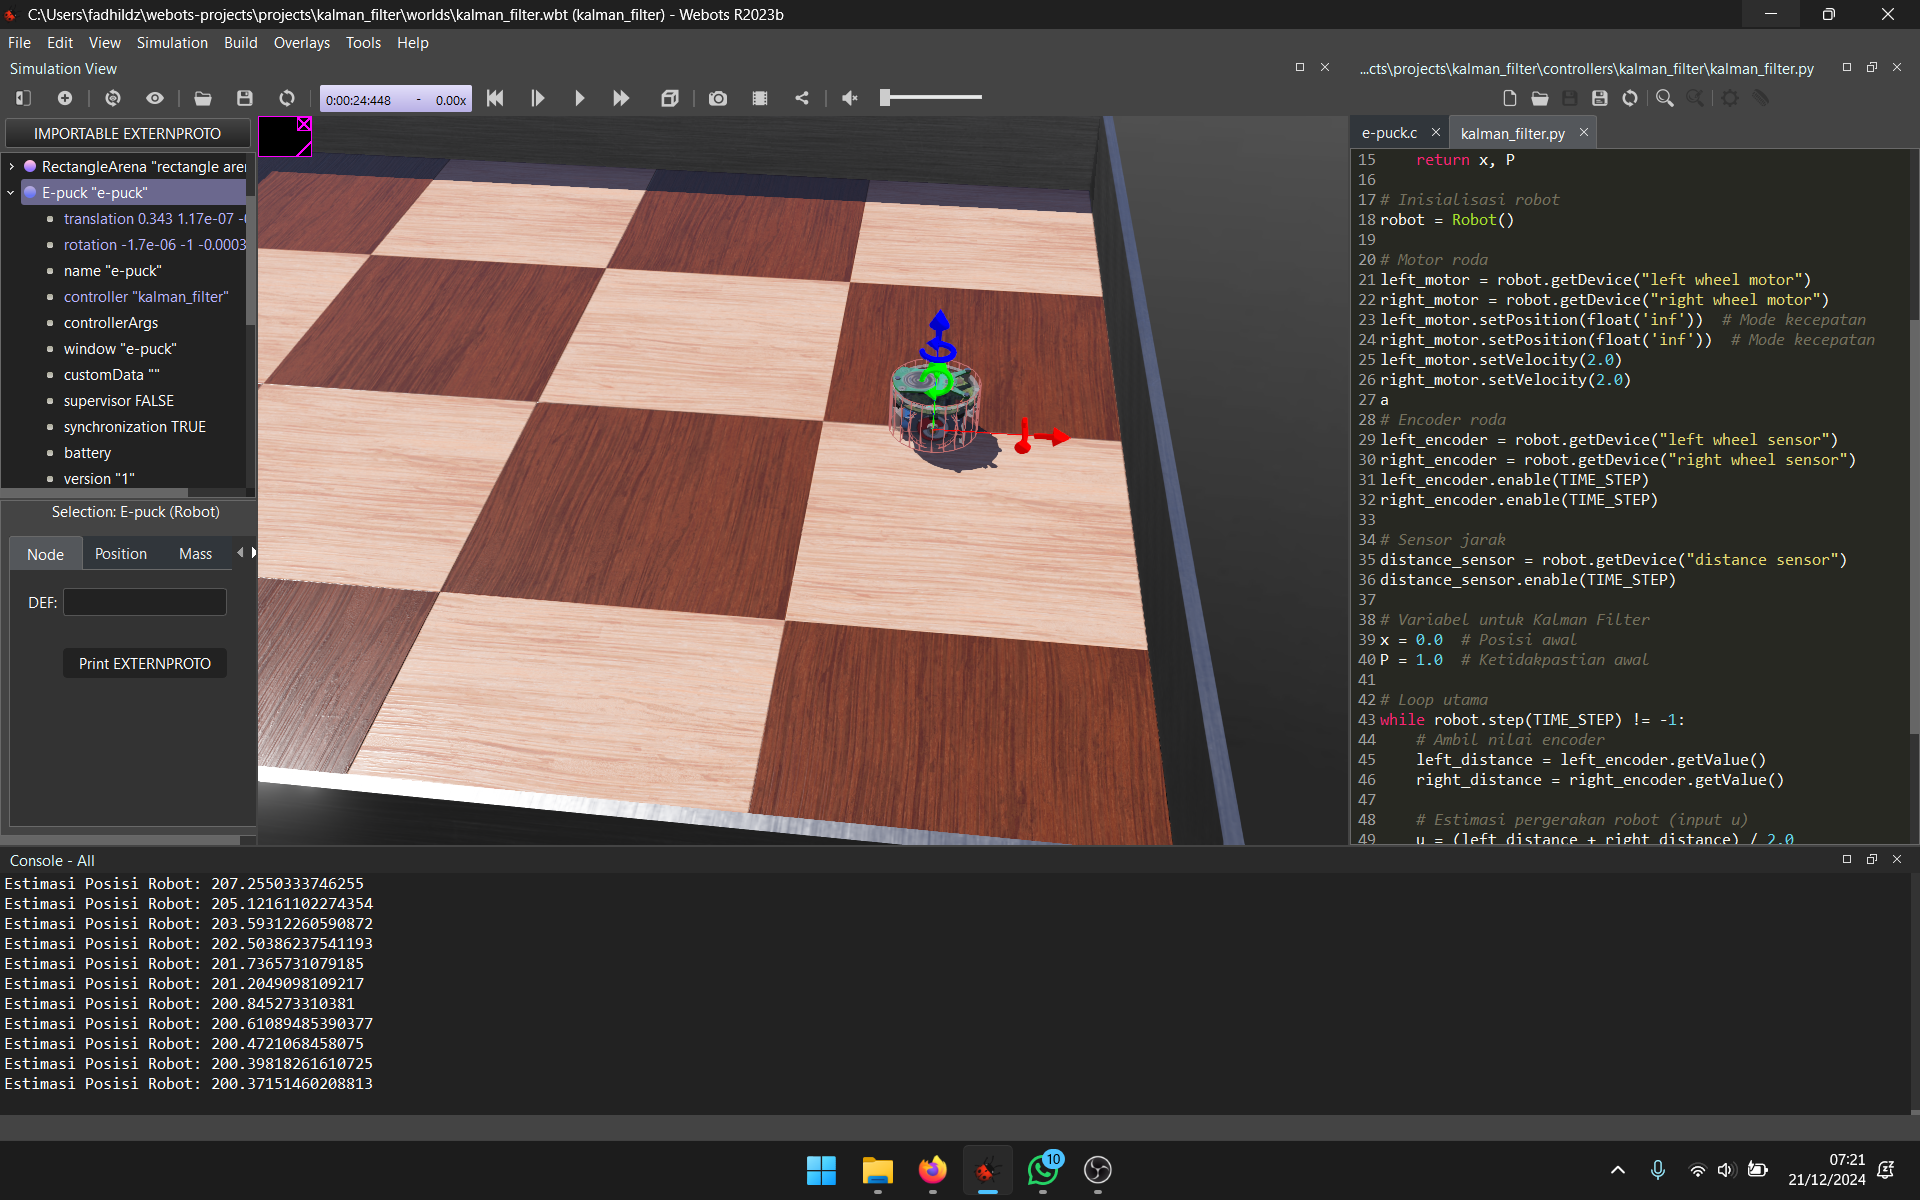 C:\Users\fadhildz\webots-projects\projects\kalman_filter\worlds\kalman_filter.wbt (kalman_filter) - Webots R2023b
File Edit View Simulation Build Overlays Tools Help
Simulation View
0:00:24:448 - 0.00x
IMPORTABLE EXTERNPROTO
RectangleArena "rectangle are
E-puck "e-puck"
translation 0.343 1.17e-07 -
rotation -1.7e-06 -1 -0.0003
name "e-puck"
controller "kalman_filter"
controllerArgs
window "e-puck"
customData ""
supervisor FALSE
synchronization TRUE
battery
version "1"
Selection: E-puck (Robot)
Node Position Mass
DEF:
Print EXTERNPROTO
...cts\projects\kalman_filter\controllers\kalman_filter\kalman_filter.py
e-puck.c kalman_filter.py
15 return x, P
16
17 # Inisialisasi robot
18 robot = Robot()
19
20 # Motor roda
21 left_motor = robot.getDevice("left wheel motor")
22 right_motor = robot.getDevice("right wheel motor")
23 left_motor.setPosition(float('inf')) # Mode kecepatan
24 right_motor.setPosition(float('inf')) # Mode kecepatan
25 left_motor.setVelocity(2.0)
26 right_motor.setVelocity(2.0)
27 a
28 # Encoder roda
29 left_encoder = robot.getDevice("left wheel sensor")
30 right_encoder = robot.getDevice("right wheel sensor")
31 left_encoder.enable(TIME_STEP)
32 right_encoder.enable(TIME_STEP)
33
34 # Sensor jarak
35 distance_sensor = robot.getDevice("distance sensor")
36 distance_sensor.enable(TIME_STEP)
37
38 # Variabel untuk Kalman Filter
39 x = 0.0 # Posisi awal
40 P = 1.0 # Ketidakpastian awal
41
42 # Loop utama
43 while robot.step(TIME_STEP) != -1:
44 # Ambil nilai encoder
45 left_distance = left_encoder.getValue()
46 right_distance = right_encoder.getValue()
47
48 # Estimasi pergerakan robot (input u)
49 u = (left_distance + right_distance) / 2.0
Console - All
Estimasi Posisi Robot: 207.2550333746255
Estimasi Posisi Robot: 205.12161102274354
Estimasi Posisi Robot: 203.59312260590872
Estimasi Posisi Robot: 202.50386237541193
Estimasi Posisi Robot: 201.7365731079185
Estimasi Posisi Robot: 201.2049098109217
Estimasi Posisi Robot: 200.845273310381
Estimasi Posisi Robot: 200.61089485390377
Estimasi Posisi Robot: 200.4721068458075
Estimasi Posisi Robot: 200.39818261610725
Estimasi Posisi Robot: 200.37151460208813
10
07:21
21/12/2024